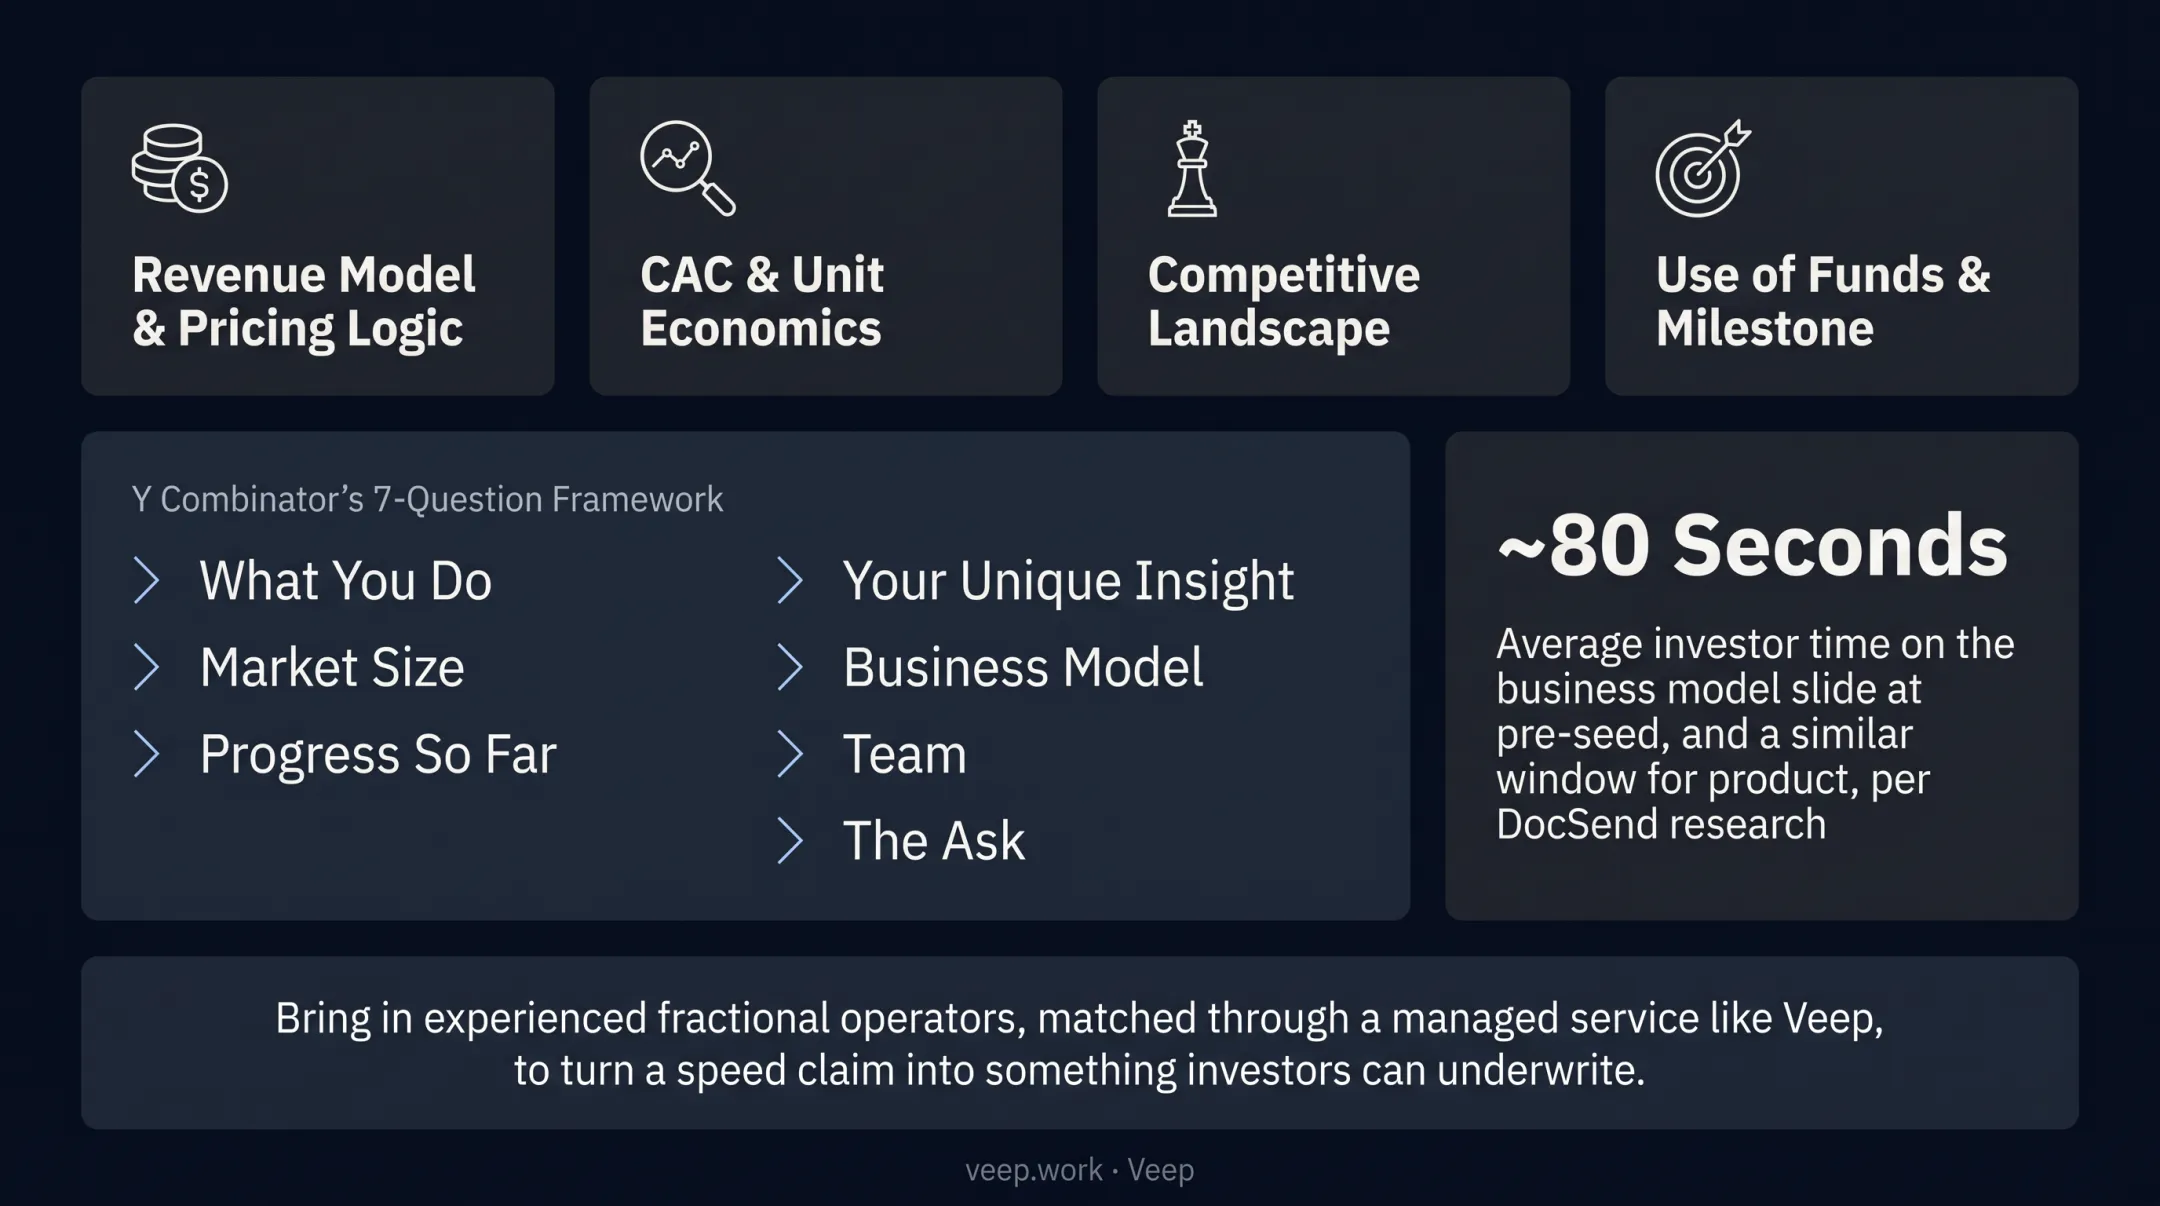 Revenue Model
& Pricing Logic
CAC & Unit
Economics
Competitive
Landscape
Use of Funds &
Milestone
Y Combinator’s 7-Question Framework
What You Do
Market Size
Progress So Far
Your Unique Insight
Business Model
Team
The Ask
~80 Seconds
Average investor time on the
business model slide at
pre-seed, and a similar
window for product, per
DocSend research
Bring in experienced fractional operators, matched through a managed service like Veep,
to turn a speed claim into something investors can underwrite.
veep.work · Veep